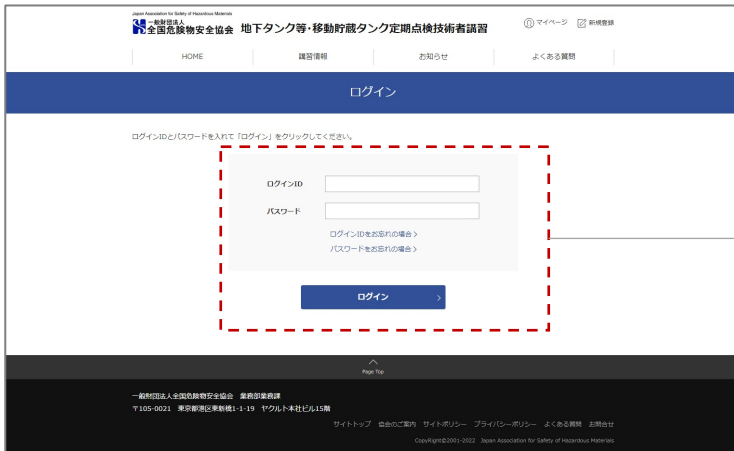 Japan Association for Safety of Hazardous Materials
一般財団法人
全国危険物安全協会 地下タンク等・移動貯蔵タンク定期点検技術者講習
マイページ 新規登録
HOME 講習情報 お知らせ よくある質問
ログイン
ログインIDとパスワードを入れて「ログイン」をクリックしてください。
ログインID
パスワード
ログインIDをお忘れの場合 >
パスワードをお忘れの場合 >
ログイン >
Page Top
一般財団法人全国危険物安全協会 業務部業務課
〒105-0021 東京都港区東新橋1-1-19 ヤクルト本社ビル15階
サイトトップ 協会のご案内 サイトポリシー プライバシーポリシー よくある質問 お問合せ
CopyRight©2001-2022 Japan Association for Safety of Hazardous Materials